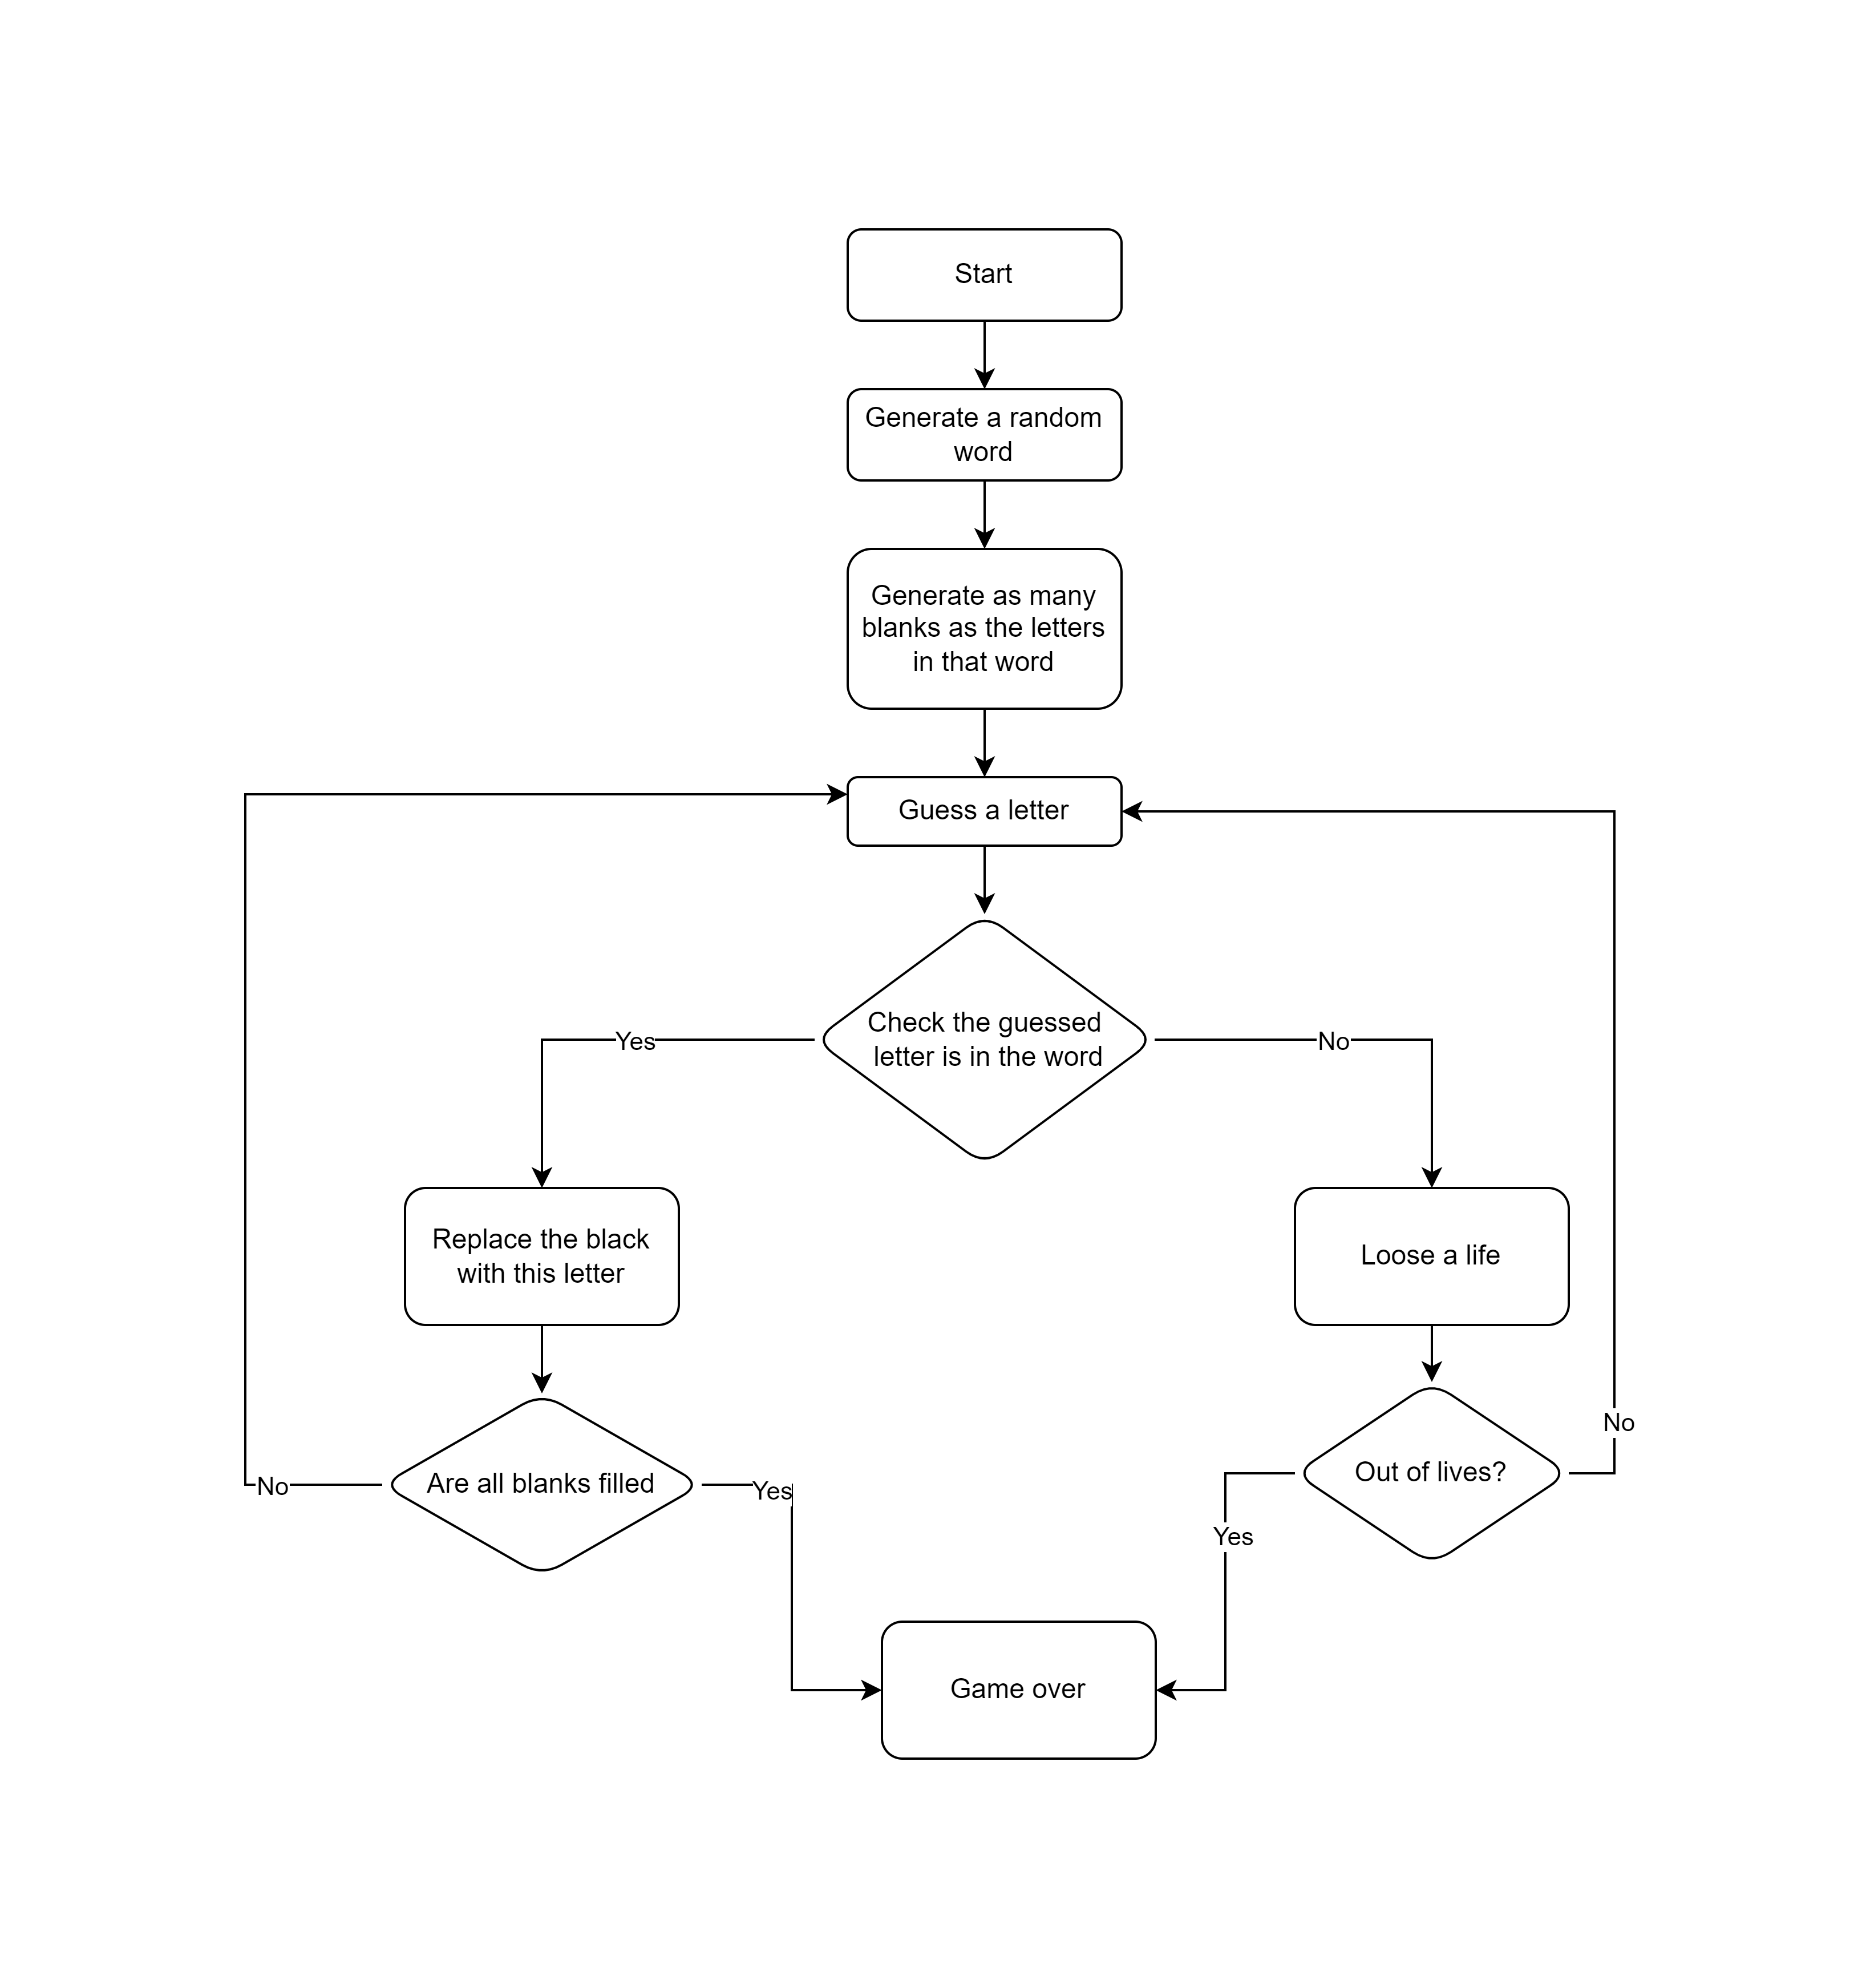 Start
Generate a random
word
Generate as many
blanks as the letters
in that word
Guess a letter
Check the guessed
letter is in the word
Yes
No
Replace the black
with this letter
Loose a life
Are all blanks filled
No
Yes
Out of lives?
No
Yes
Game over